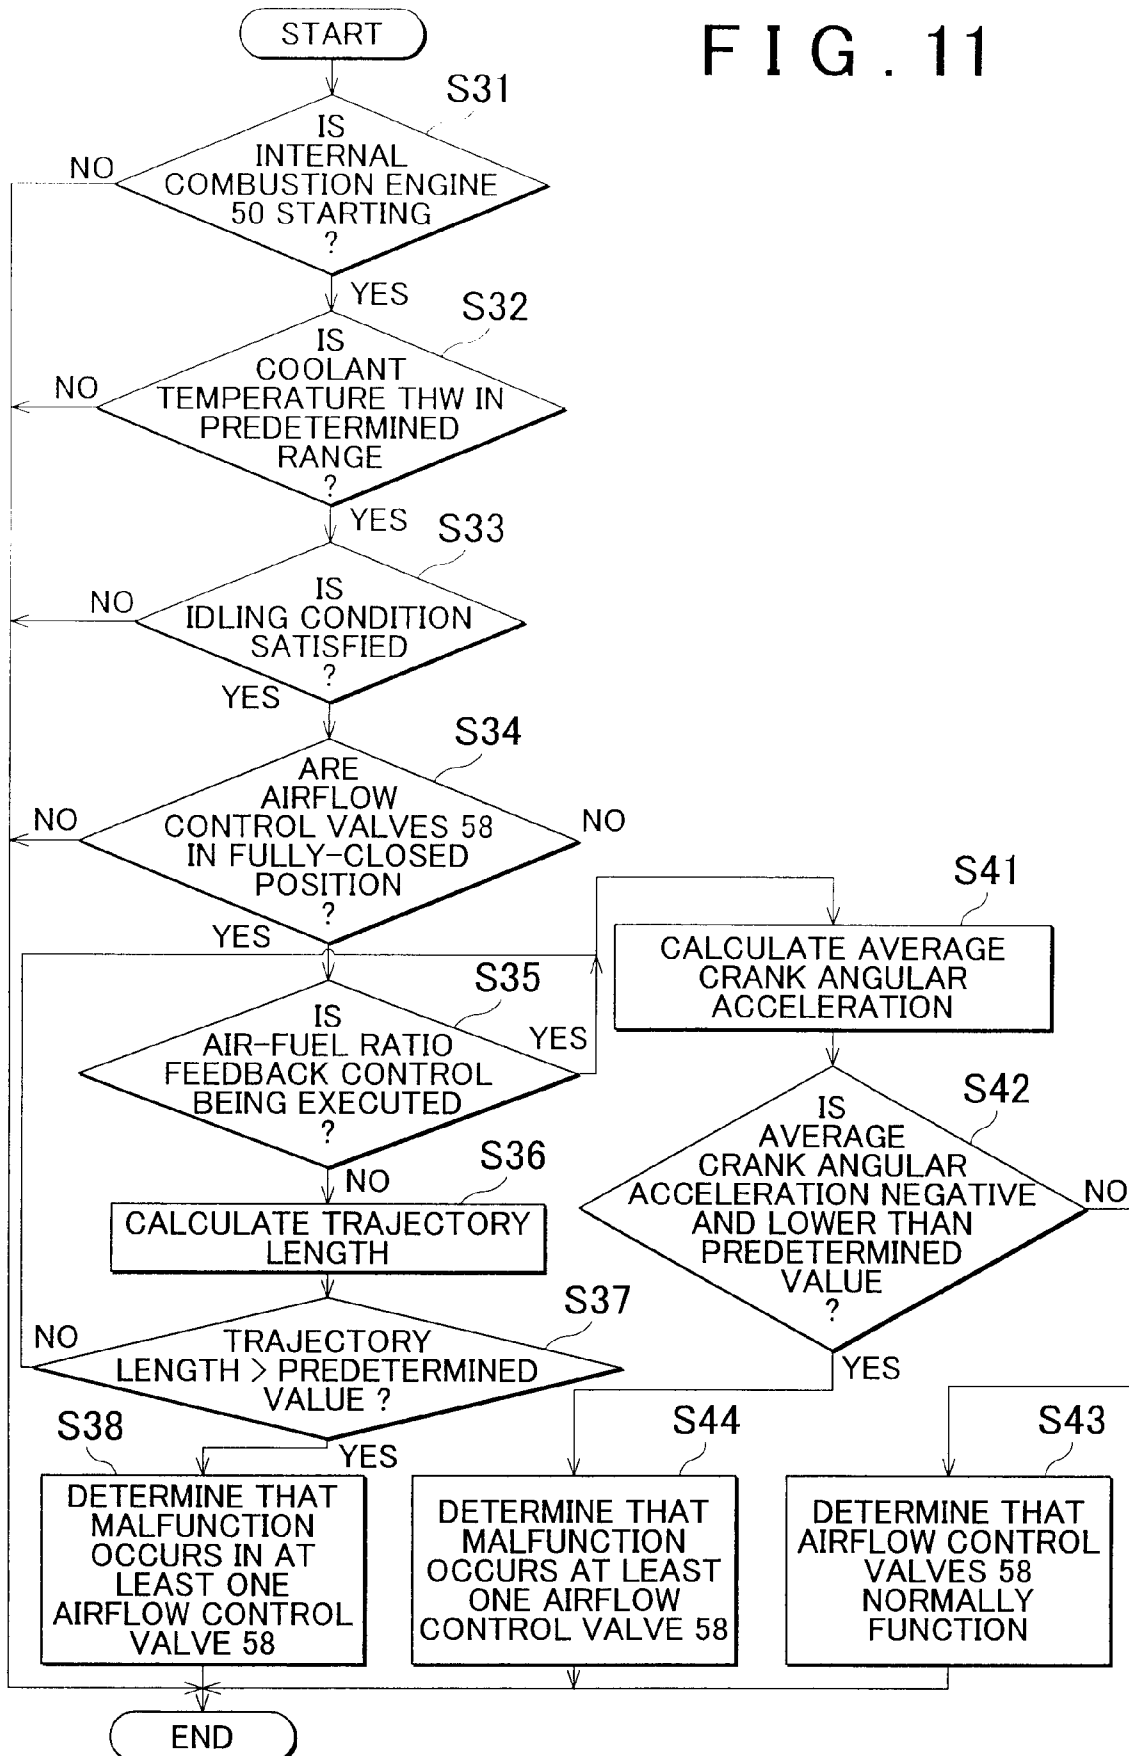 FIG. 11
START
S31
IS
INTERNAL
COMBUSTION ENGINE
50 STARTING
?
NO
YES
S32
IS
COOLANT
TEMPERATURE THW IN
PREDETERMINED
RANGE
?
NO
YES
S33
IS
IDLING CONDITION
SATISFIED
?
NO
YES
S34
ARE
AIRFLOW
CONTROL VALVES 58
IN FULLY-CLOSED
POSITION
?
NO
NO
YES
S35
IS
AIR-FUEL RATIO
FEEDBACK CONTROL
BEING EXECUTED
?
YES
NO
S36
CALCULATE TRAJECTORY
LENGTH
S37
TRAJECTORY
LENGTH > PREDETERMINED
VALUE ?
NO
YES
S38
DETERMINE THAT
MALFUNCTION
OCCURS IN AT
LEAST ONE
AIRFLOW CONTROL
VALVE 58
S41
CALCULATE AVERAGE
CRANK ANGULAR
ACCELERATION
S42
IS
AVERAGE
CRANK ANGULAR
ACCELERATION NEGATIVE
AND LOWER THAN
PREDETERMINED
VALUE
?
NO
YES
S44
DETERMINE THAT
MALFUNCTION
OCCURS AT LEAST
ONE AIRFLOW
CONTROL VALVE 58
S43
DETERMINE THAT
AIRFLOW CONTROL
VALVES 58
NORMALLY
FUNCTION
END